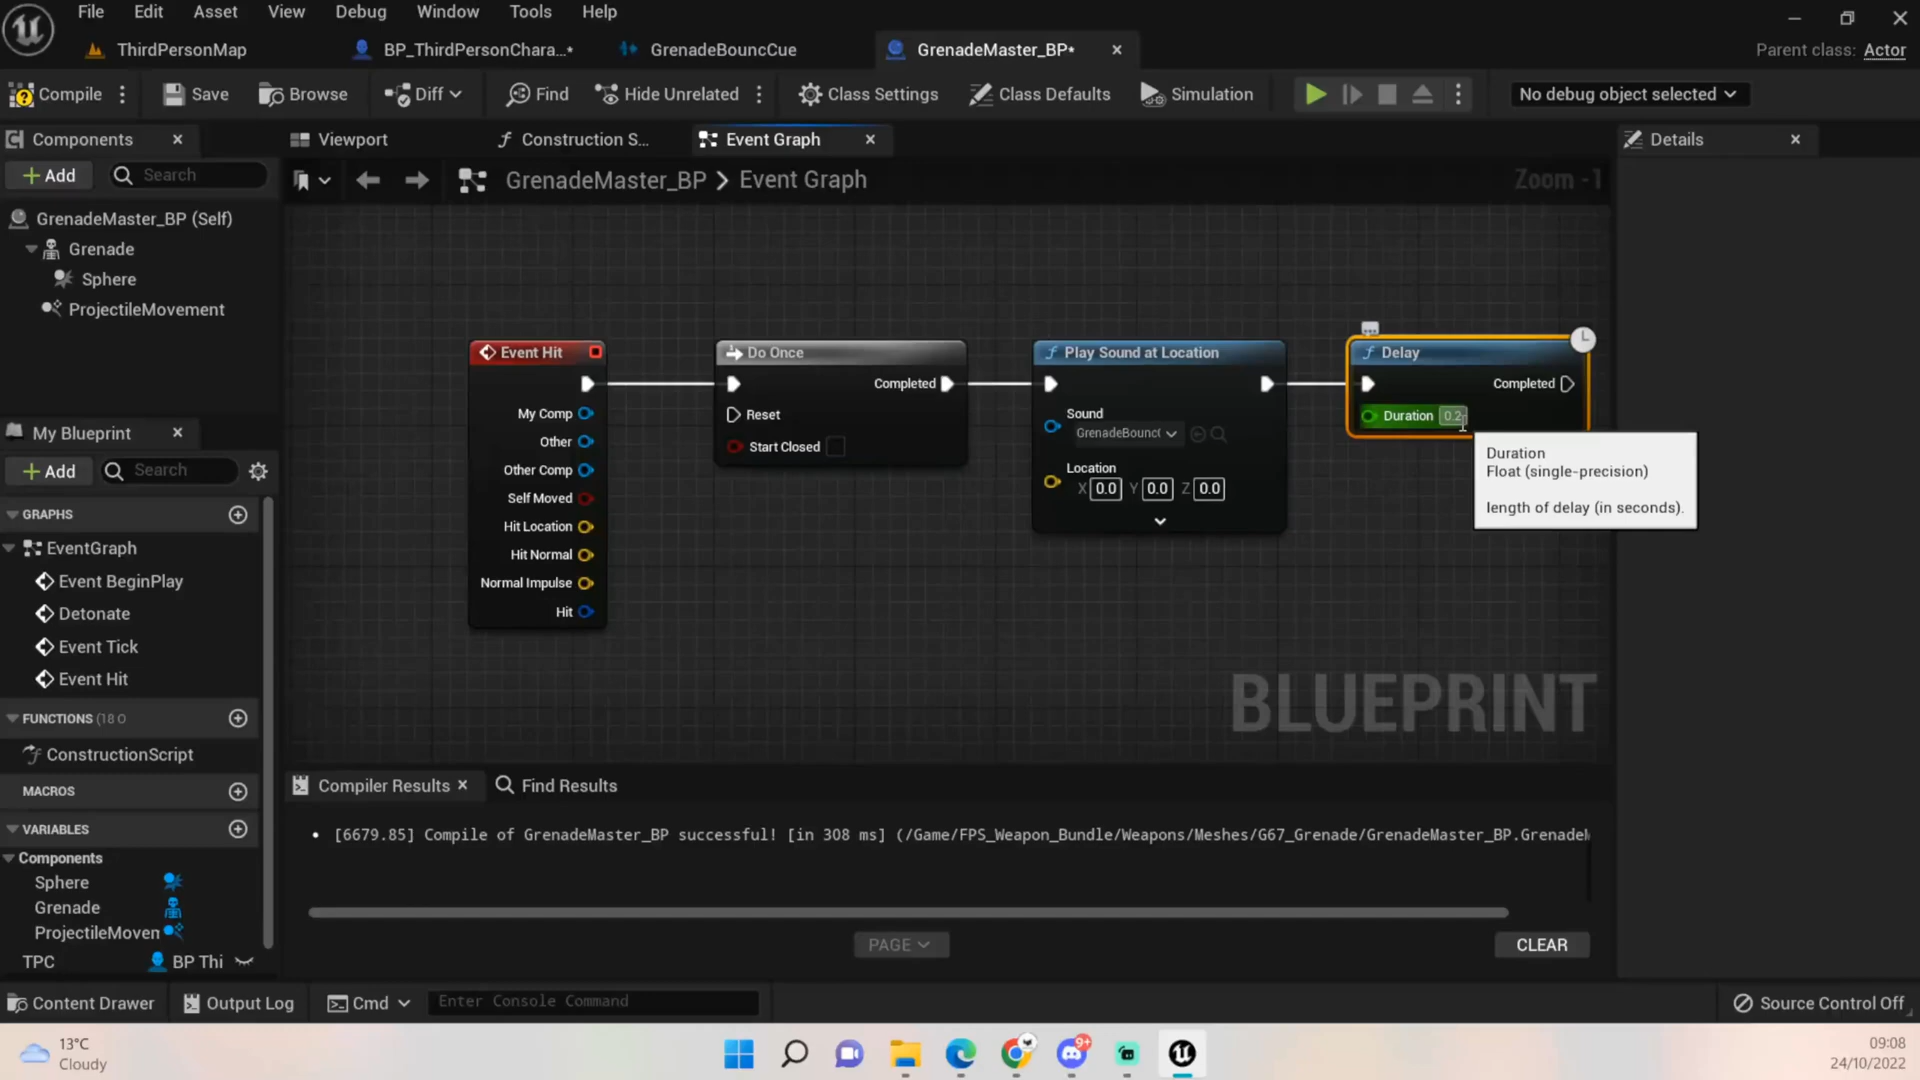 File Edit Asset View Debug Window Tools Help
ThirdPersonMap BP_ThirdPersonChara...* GrenadeBouncCue GrenadeMaster_BP* Parent class: Actor
Compile Save Browse Diff Find Hide Unrelated Class Settings Class Defaults Simulation No debug object selected
Components Viewport Construction S... Event Graph Details
Add Search GrenadeMaster_BP > Event Graph Zoom -1
GrenadeMaster_BP (Self)
Grenade
Sphere
ProjectileMovement
Event Hit
My Comp
Other
Other Comp
Self Moved
Hit Location
Hit Normal
Normal Impulse
Hit
Do Once
Completed
Reset
Start Closed
Play Sound at Location
Sound
GrenadeBounc
Location
X 0.0 Y 0.0 Z 0.0
Delay
Completed
Duration 0.2
Duration
Float (single-precision)
length of delay (in seconds).
BLUEPRINT
My Blueprint
Add Search
GRAPHS
EventGraph
Event BeginPlay
Detonate
Event Tick
Event Hit
FUNCTIONS (18 O
ConstructionScript
MACROS
VARIABLES
Components
Sphere
Grenade
ProjectileMovem
TPC BP Thi
Compiler Results Find Results
[6679.85] Compile of GrenadeMaster_BP successful! [in 308 ms] (/Game/FPS_Weapon_Bundle/Weapons/Meshes/G67_Grenade/GrenadeMaster_BP.Grenade
PAGE CLEAR
Content Drawer Output Log Cmd Enter Console Command Source Control Off
13°C
Cloudy
9+
09:08
24/10/2022